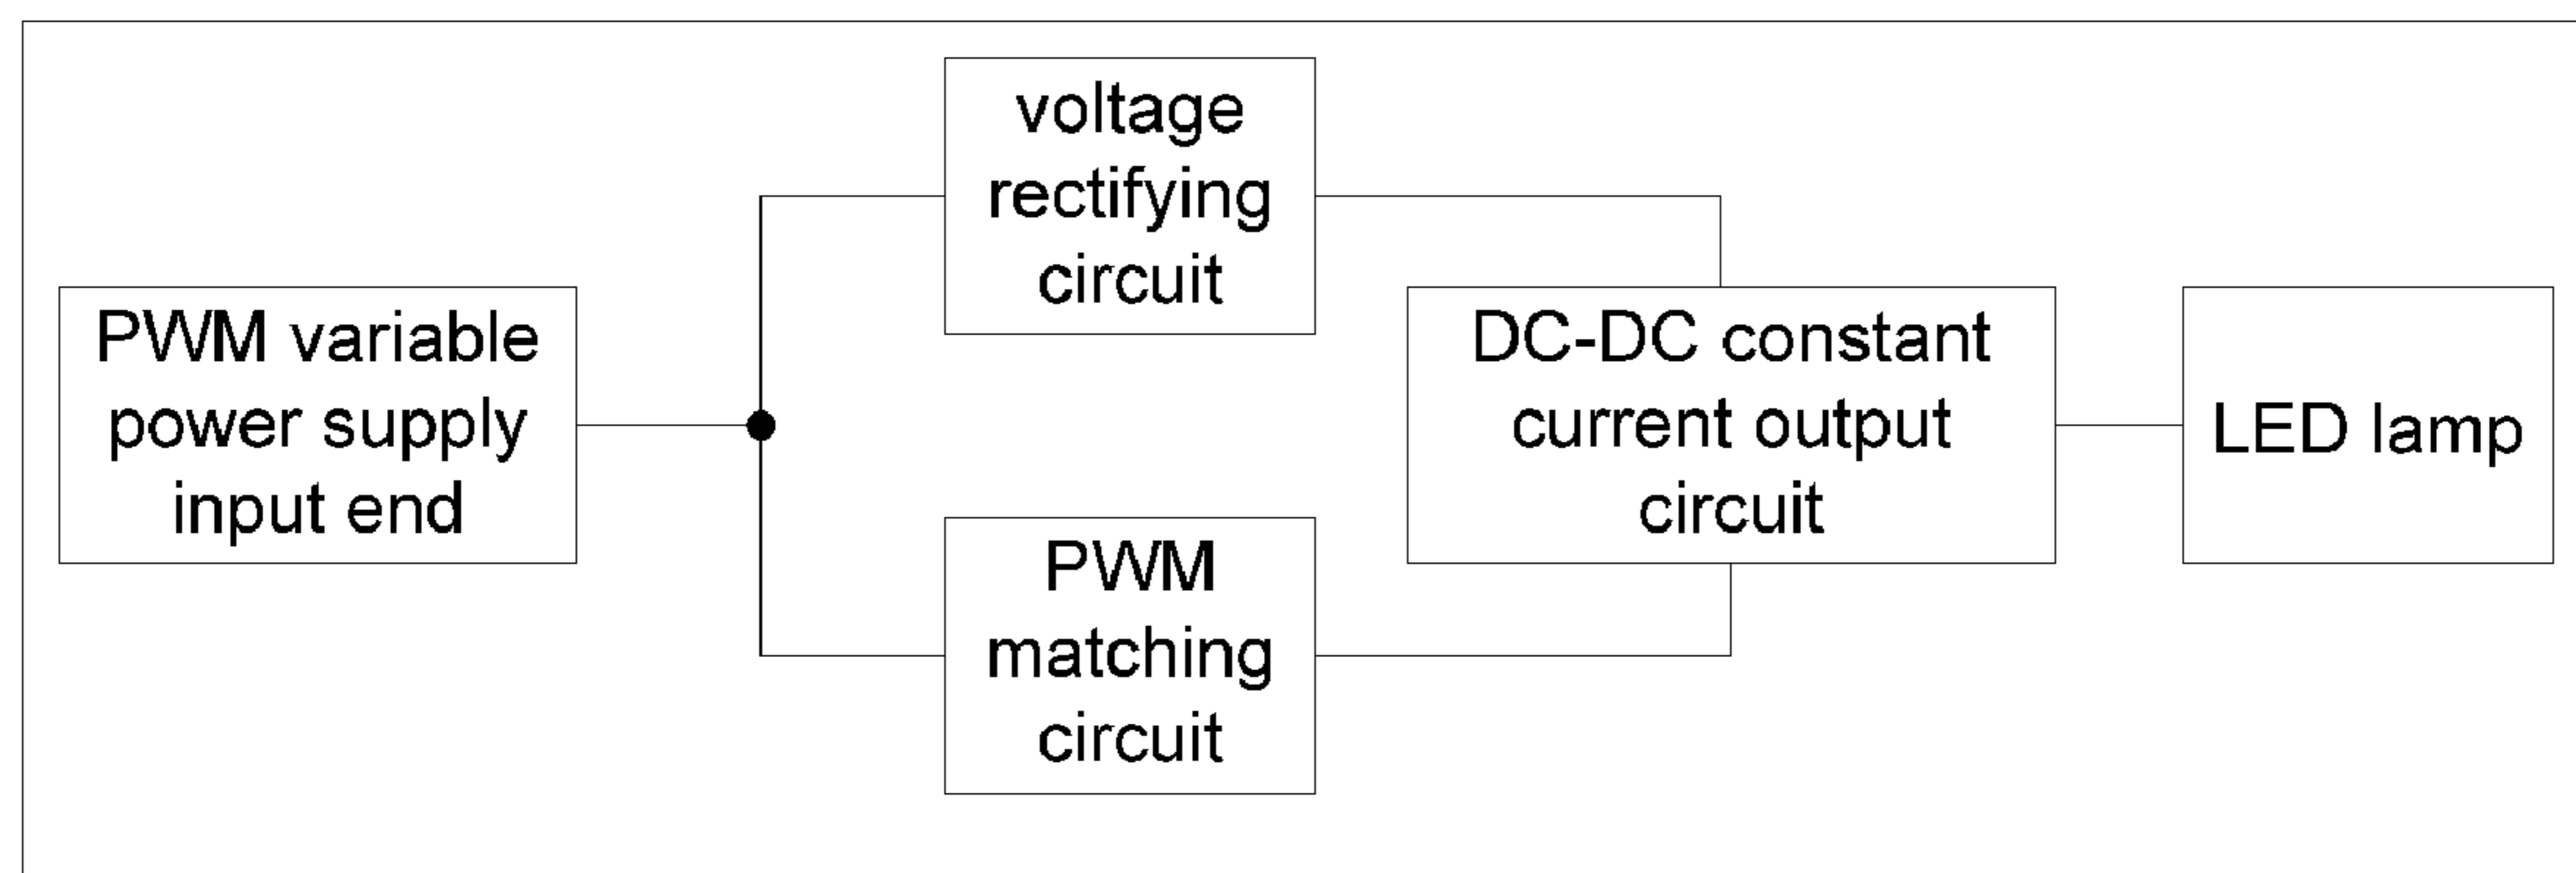 voltage
rectifying
circuit
PWM variable
power supply
input end
DC-DC constant
current output
circuit
LED lamp
PWM
matching
circuit